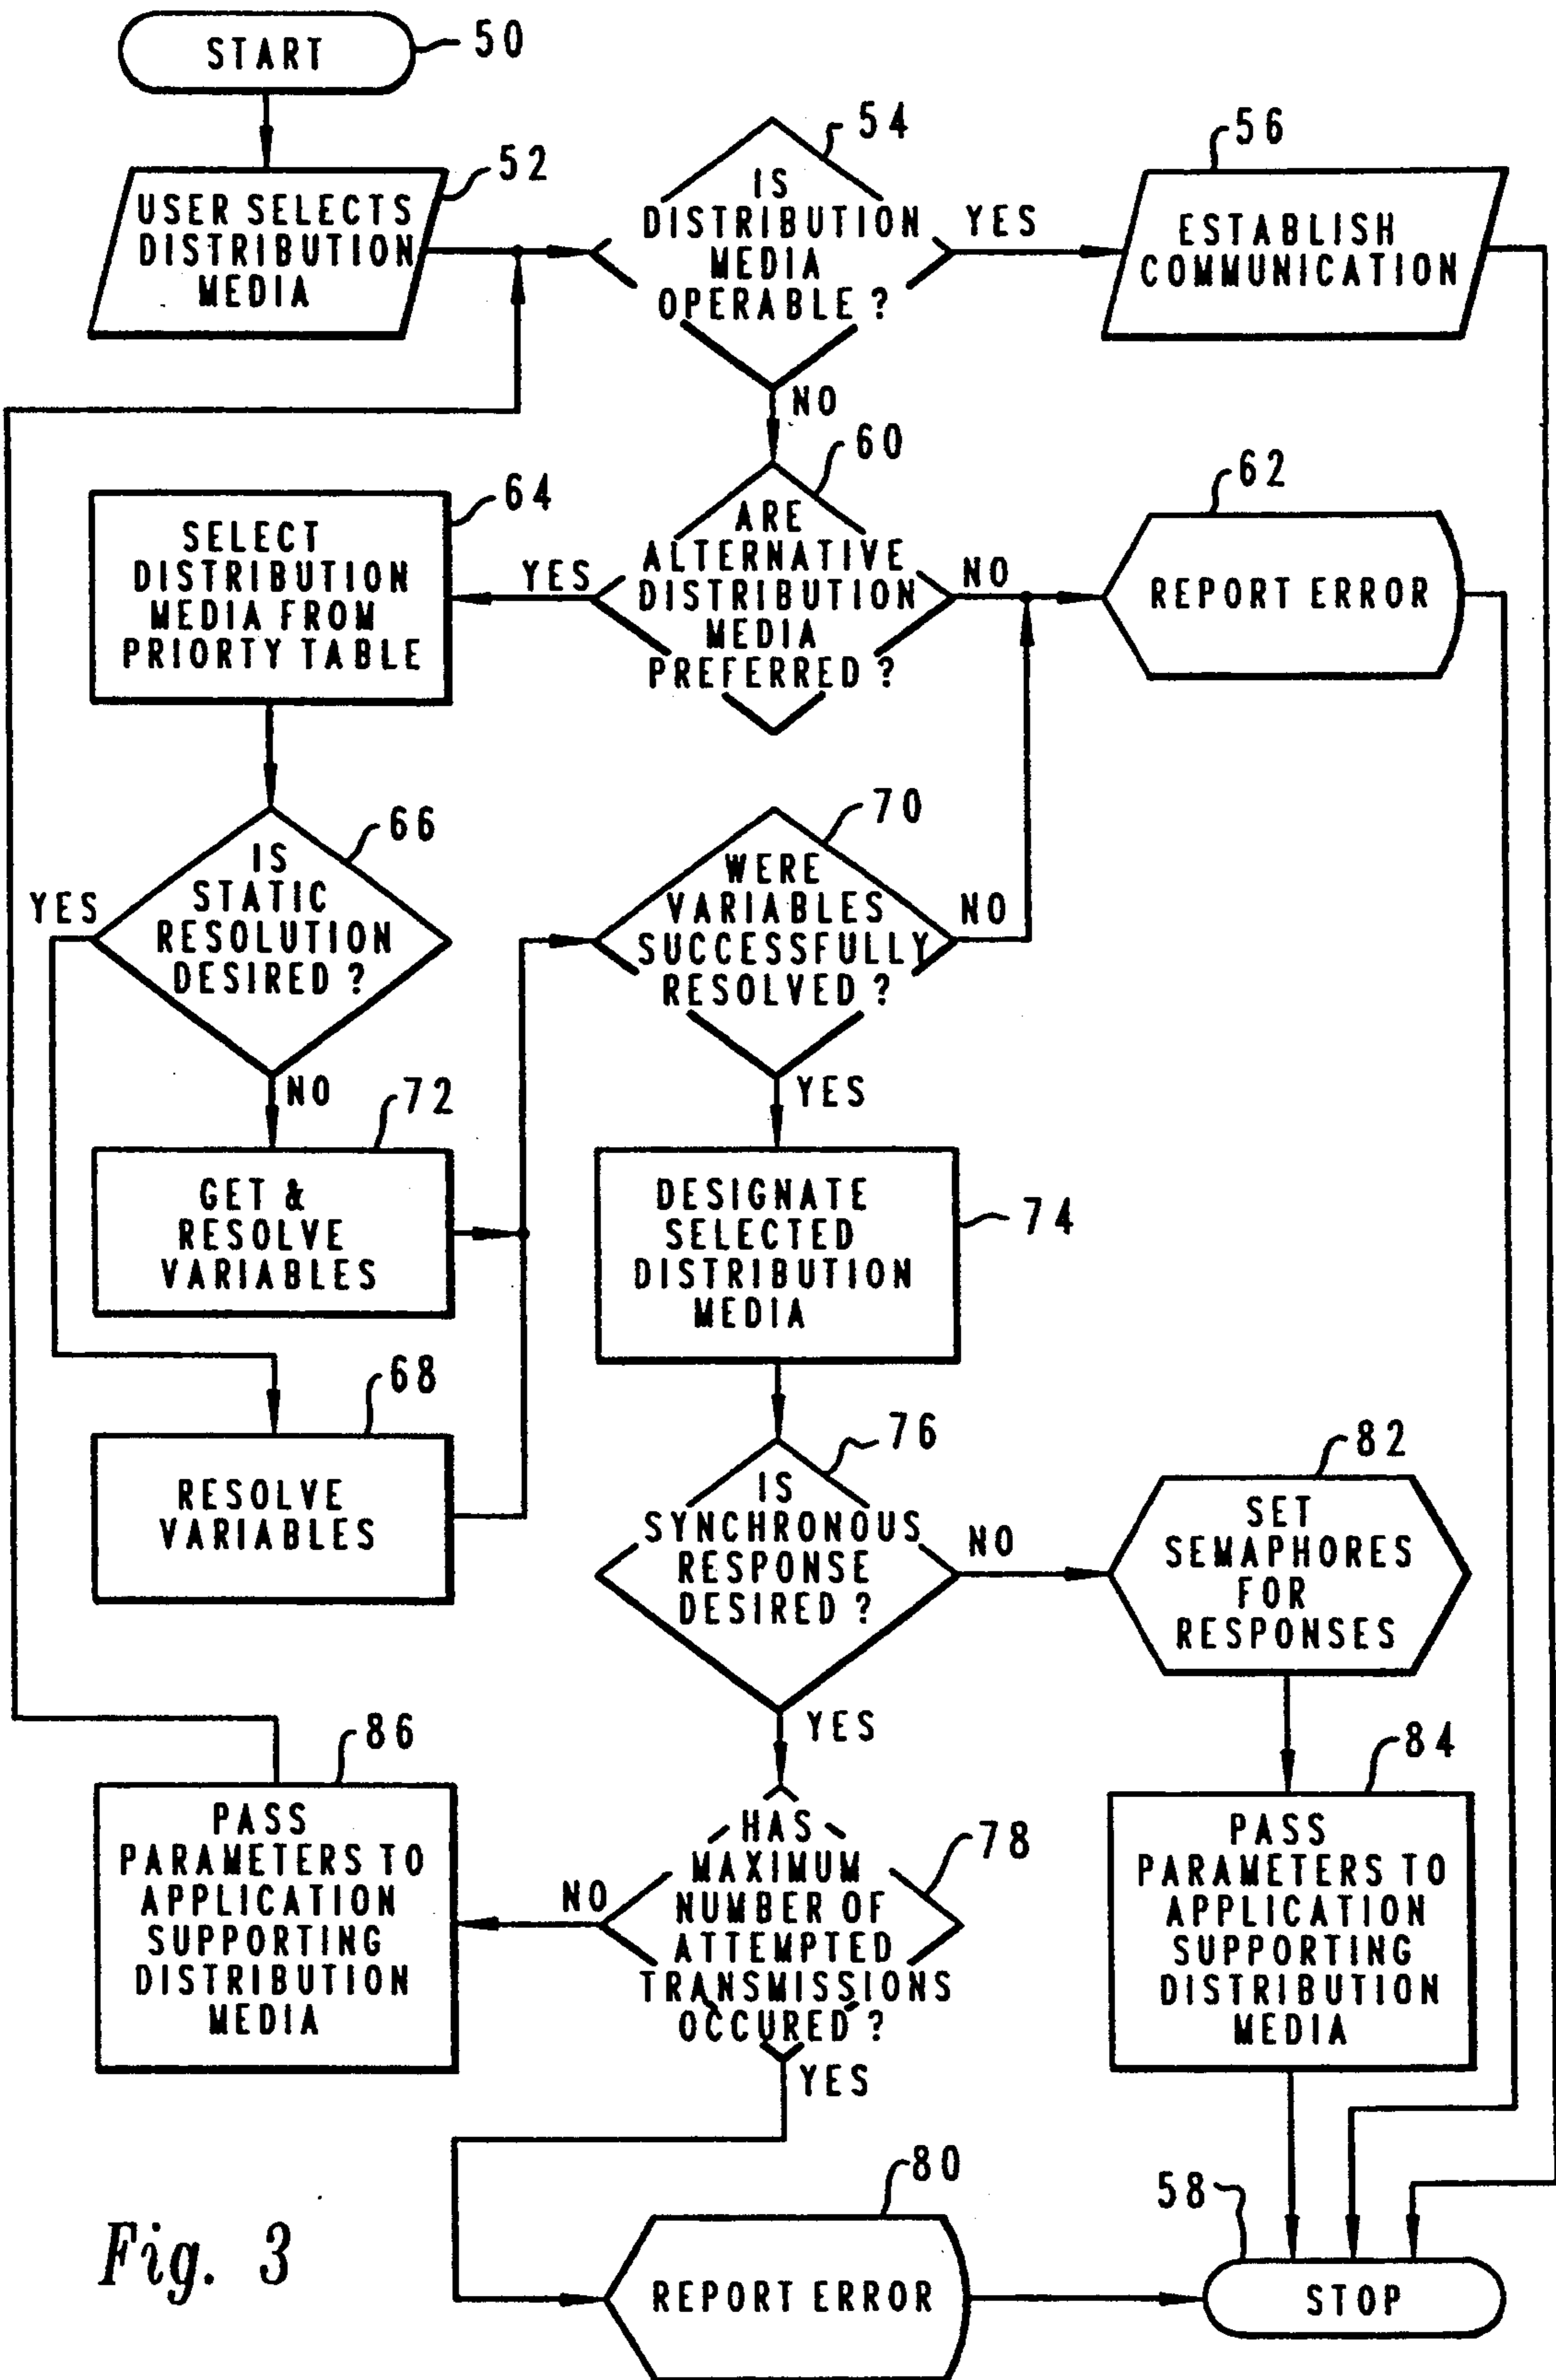 START
50
52
USER SELECTS
DISTRIBUTION
MEDIA
54
IS
DISTRIBUTION
MEDIA
OPERABLE ?
YES
NO
56
ESTABLISH
COMMUNICATION
60
ARE
ALTERNATIVE
DISTRIBUTION
MEDIA
PREFERRED ?
YES
NO
62
REPORT ERROR
64
SELECT
DISTRIBUTION
MEDIA FROM
PRIORTY TABLE
66
IS
STATIC
RESOLUTION
DESIRED ?
YES
NO
70
WERE
VARIABLES
SUCCESSFULLY
RESOLVED ?
NO
YES
72
GET &
RESOLVE
VARIABLES
74
DESIGNATE
SELECTED
DISTRIBUTION
MEDIA
68
RESOLVE
VARIABLES
76
IS
SYNCHRONOUS
RESPONSE
DESIRED ?
NO
YES
82
SET
SEMAPHORES
FOR
RESPONSES
86
PASS
PARAMETERS TO
APPLICATION
SUPPORTING
DISTRIBUTION
MEDIA
78
HAS
MAXIMUM
NUMBER OF
ATTEMPTED
TRANSMISSIONS
OCCURED ?
NO
YES
84
PASS
PARAMETERS TO
APPLICATION
SUPPORTING
DISTRIBUTION
MEDIA
80
REPORT ERROR
58
STOP
Fig. 3